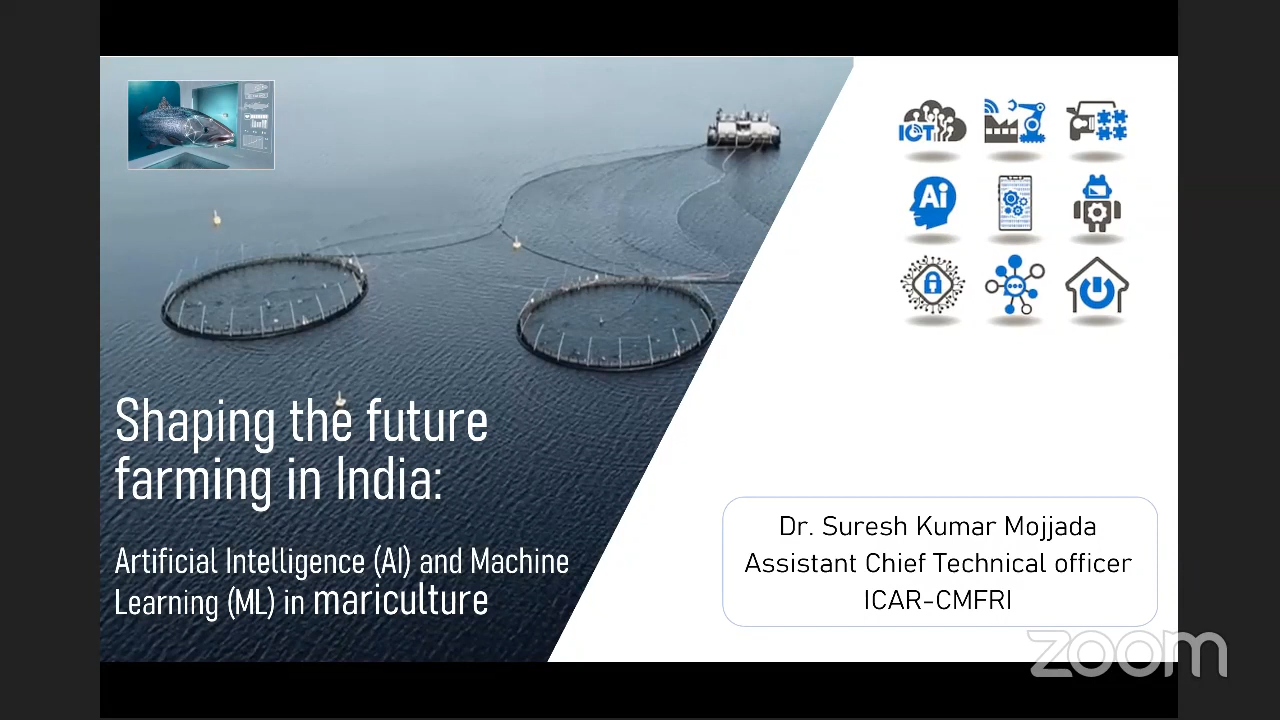 IoT
Ai
Shaping the future
farming in India:
Artificial Intelligence (AI) and Machine
Learning (ML) in mariculture
Dr. Suresh Kumar Mojjada
Assistant Chief Technical officer
ICAR-CMFRI
zoom